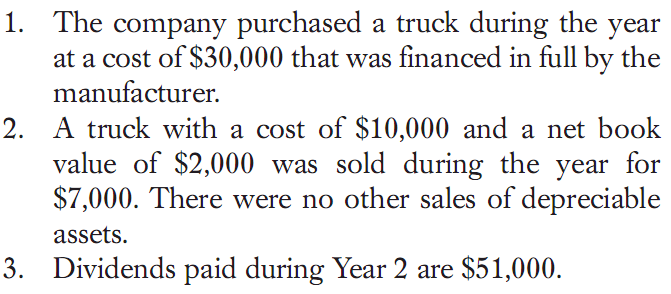 1. The company purchased a truck during the year
at a cost of $30,000 that was financed in full by the
manufacturer.
2. A truck with a cost of $10,000 and a net book
value of $2,000 was sold during the year for
$7,000. There were no other sales of depreciable
assets.
3. Dividends paid during Year 2 are $51,000.